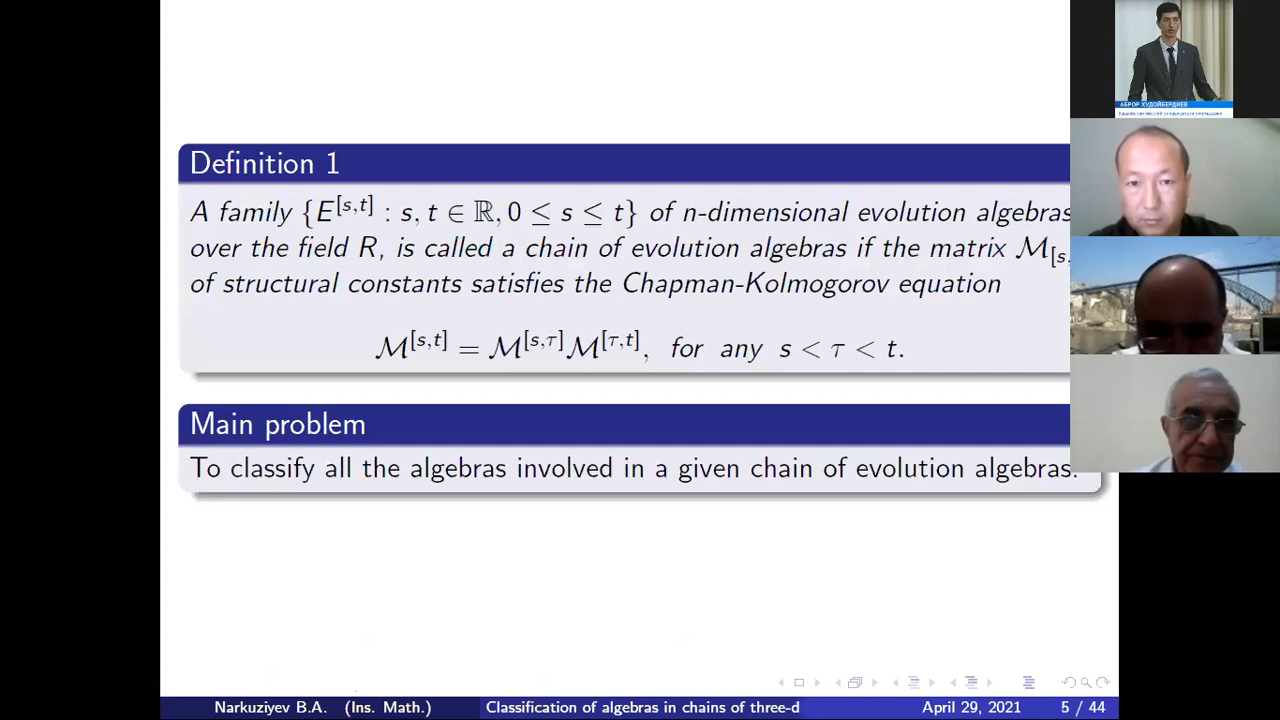 Definition 1
A family {E^[s,t] : s, t ∈ ℝ, 0 ≤ s ≤ t} of n-dimensional evolution algebras
over the field R, is called a chain of evolution algebras if the matrix M[s,
of structural constants satisfies the Chapman-Kolmogorov equation
M^[s,t] = M^[s,τ]M^[τ,t], for any s < τ < t.
Main problem
To classify all the algebras involved in a given chain of evolution algebras.
Narkuziyev B.A. (Ins. Math.) Classification of algebras in chains of three-d April 29, 2021 5 / 44
АБРОР ХУДОЙБЕРДИЕВ